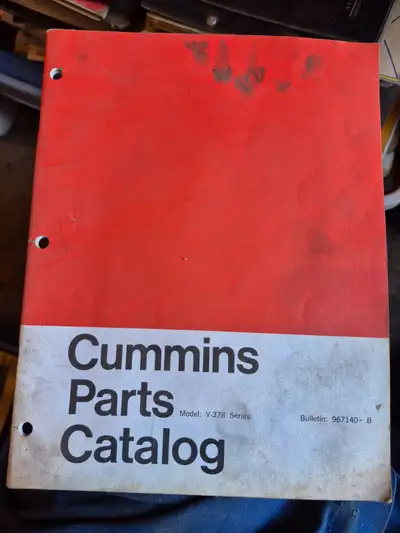 Cummins
Parts
Model: V-378 Series
Bulletin: 967140- B
Catalog